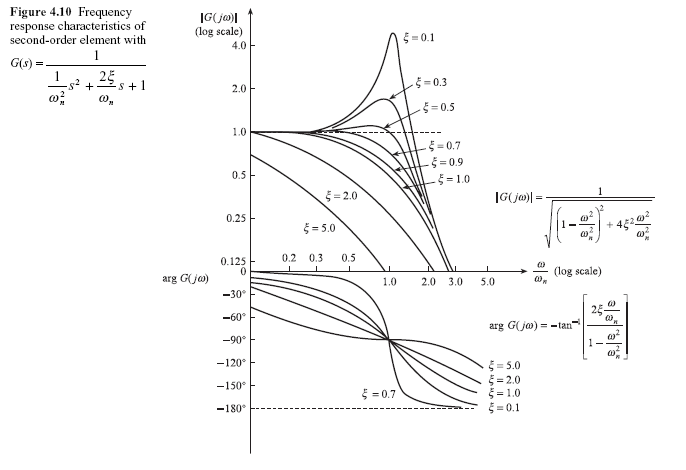 Figure 4.10 Frequency
response characteristics of
second-order element with
G(s) = 1 / (1/ω_n² s² + 2ξ/ω_n s + 1)
|G(jω)|
(log scale)
4.0
2.0
1.0
0.5
0.25
0.125
0
ξ = 0.1
ξ = 0.3
ξ = 0.5
ξ = 0.7
ξ = 0.9
ξ = 1.0
ξ = 2.0
ξ = 5.0
|G(jω)| = 1 / √((1 − ω²/ω_n²)² + 4ξ² ω²/ω_n²)
0.2 0.3 0.5
1.0 2.0 3.0 5.0
ω/ω_n (log scale)
arg G(jω)
−30°
−60°
−90°
−120°
−150°
−180°
arg G(jω) = −tan⁻¹ [2ξ ω/ω_n / (1 − ω²/ω_n²)]
ξ = 5.0
ξ = 2.0
ξ = 1.0
ξ = 0.1
ξ = 0.7